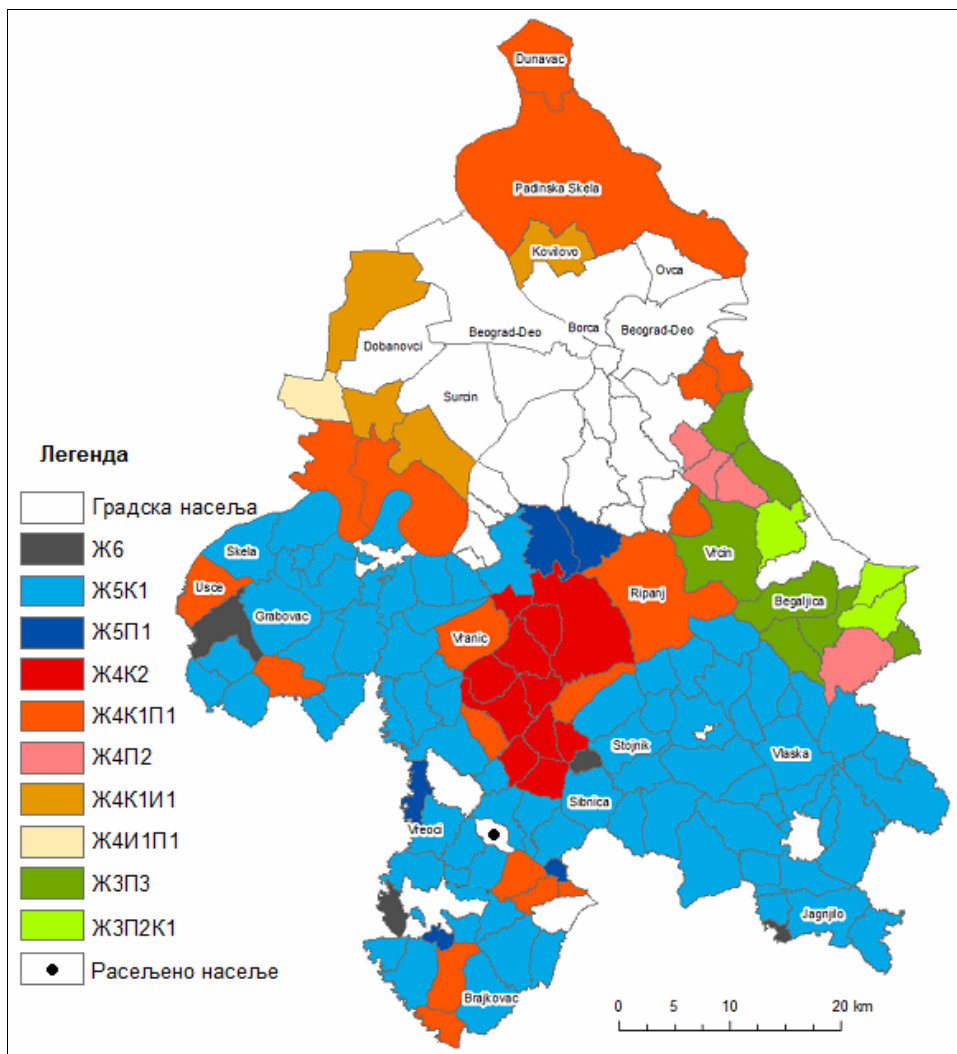 Dunavac
Padinska Skela
Kovilovo
Ovca
Beograd-Deo
Borca
Beograd-Deo
Dobanovci
Surcin
Легенда
Градска насеља
Ж6
Ж5К1
Ж5П1
Ж4К2
Ж4К1П1
Ж4П2
Ж4К1И1
Ж4И1П1
Ж3П3
Ж3П2К1
Расељено насеље
Skela
Usce
Grabovac
Vranic
Ripanj
Vrcin
Begaljica
Stojnik
Vlaska
Sibnica
Vreoci
Jagnjilo
Brajkovac
0 5 10 20 km